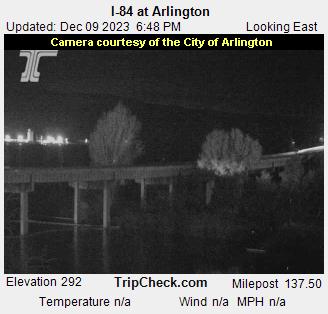 I-84 at Arlington
Updated: Dec 09 2023 6:48 PM Looking East
Camera courtesy of the City of Arlington
Elevation 292 TripCheck.com Milepost 137.50
Temperature n/a Wind n/a MPH n/a